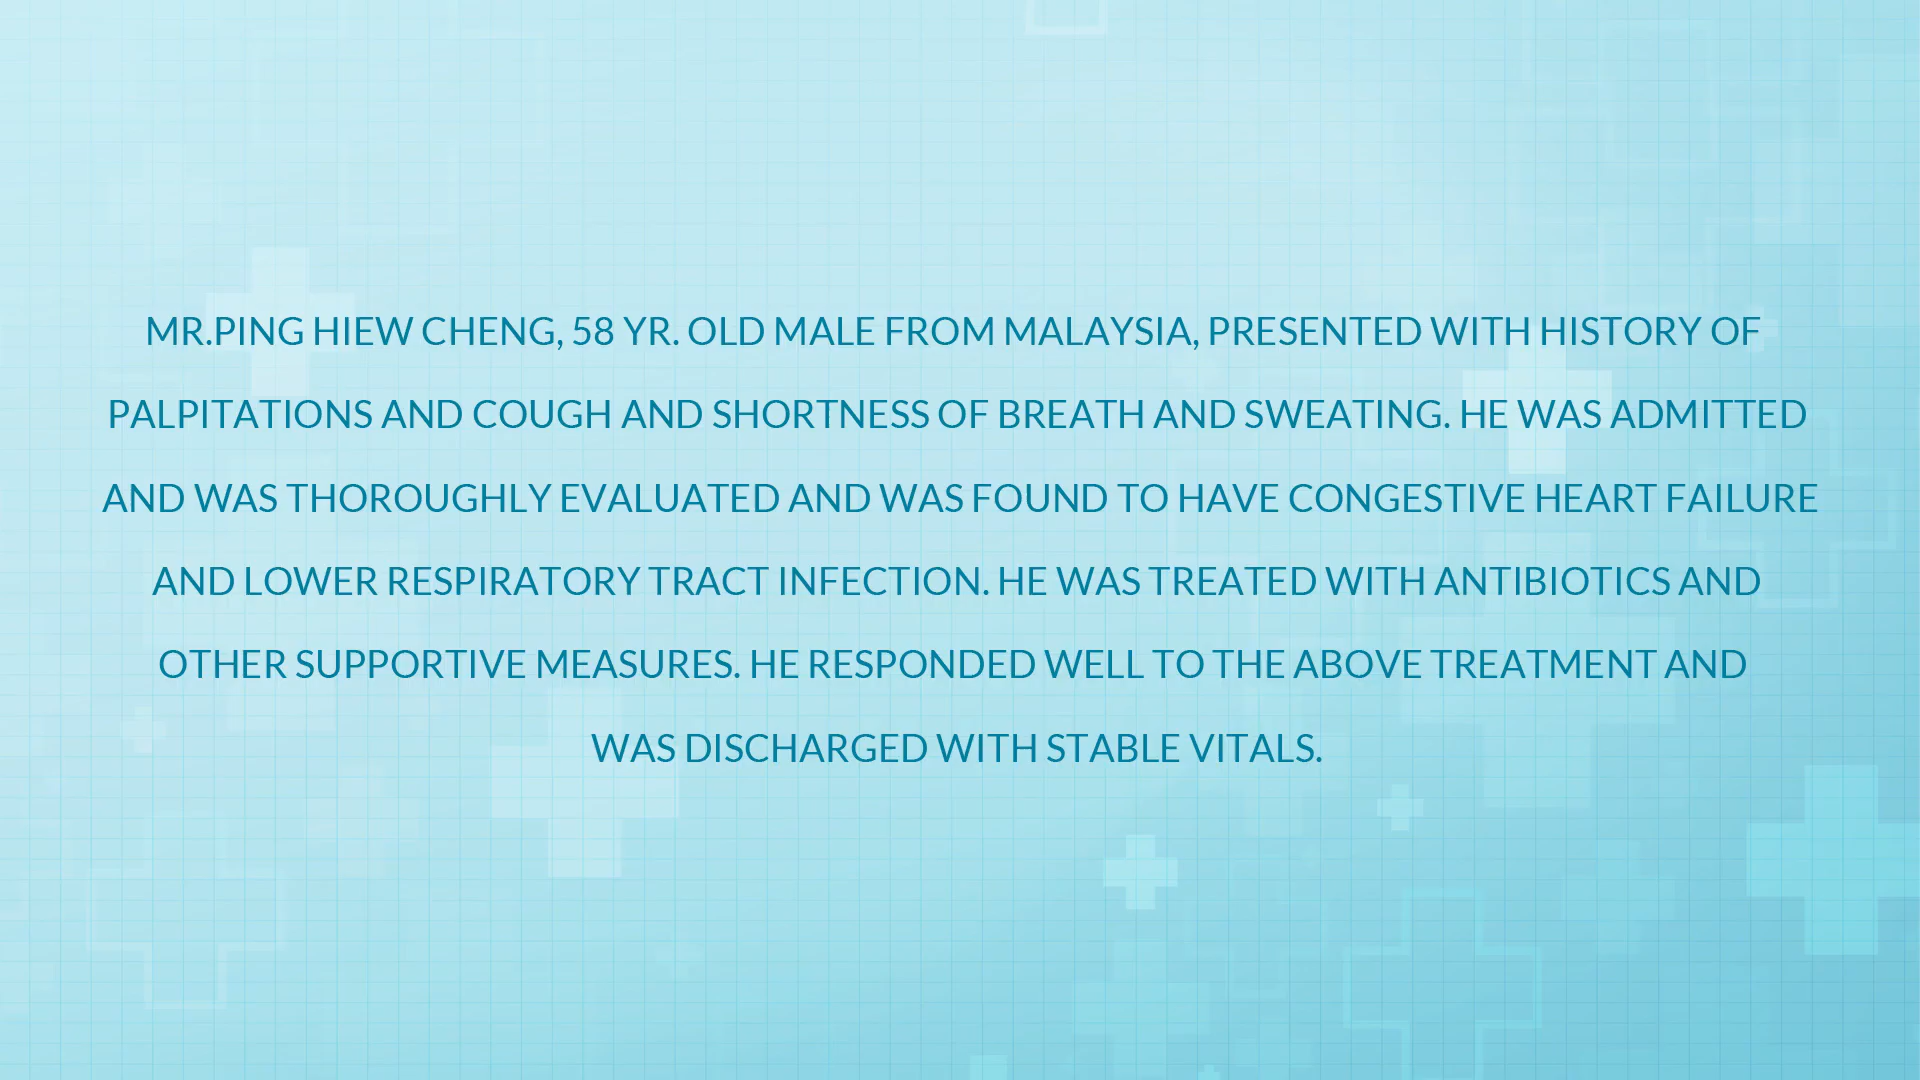 MR.PING HIEW CHENG, 58 YR. OLD MALE FROM MALAYSIA, PRESENTED WITH HISTORY OF
PALPITATIONS AND COUGH AND SHORTNESS OF BREATH AND SWEATING. HE WAS ADMITTED
AND WAS THOROUGHLY EVALUATED AND WAS FOUND TO HAVE CONGESTIVE HEART FAILURE
AND LOWER RESPIRATORY TRACT INFECTION. HE WAS TREATED WITH ANTIBIOTICS AND
OTHER SUPPORTIVE MEASURES. HE RESPONDED WELL TO THE ABOVE TREATMENT AND
WAS DISCHARGED WITH STABLE VITALS.